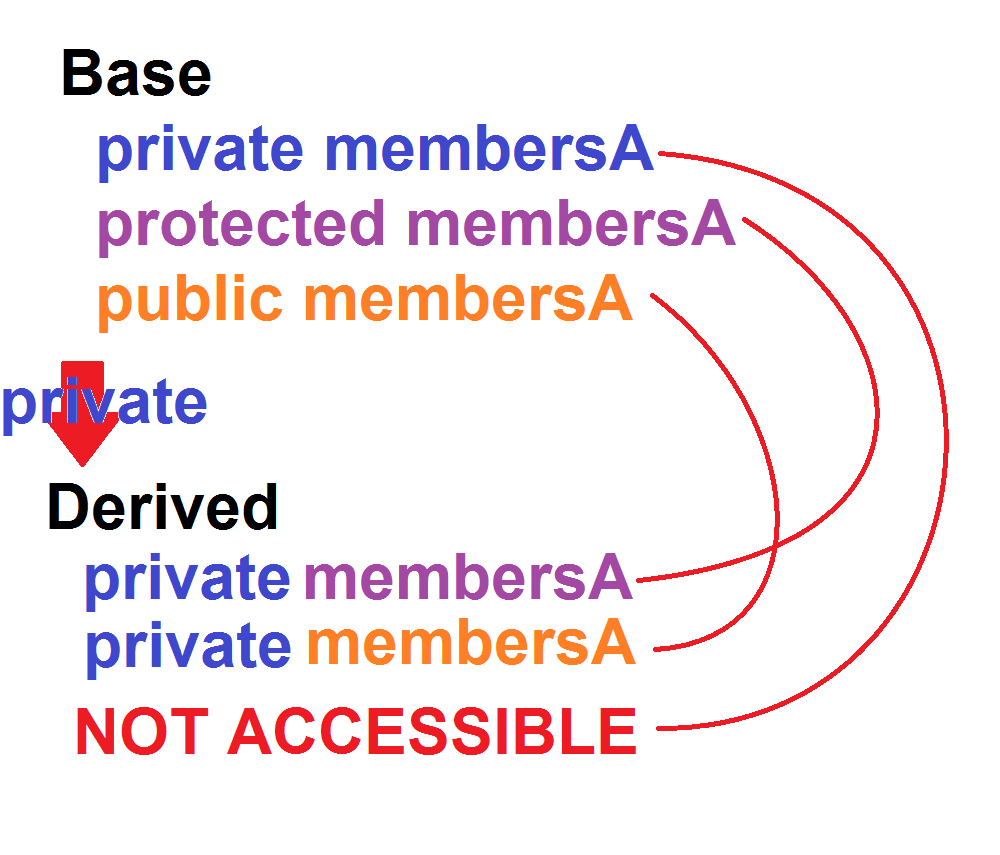 Base
private membersA
protected membersA
public membersA
private
Derived
private membersA
private membersA
NOT ACCESSIBLE